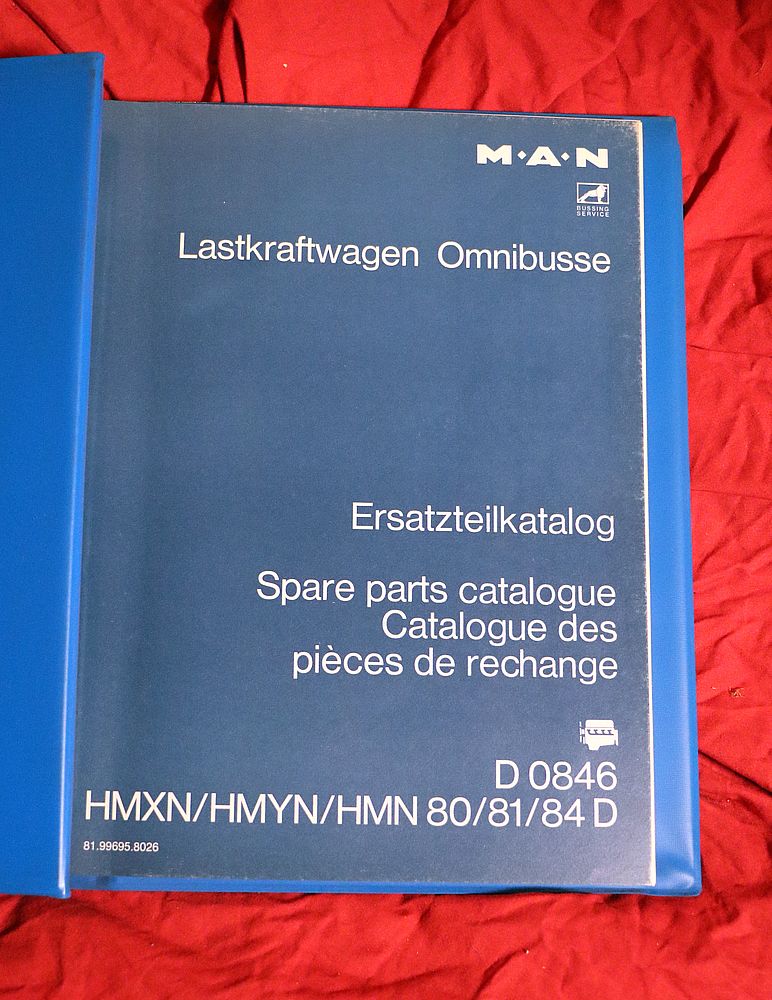 M·A·N
BÜSSING
SERVICE
Lastkraftwagen Omnibusse
Ersatzteilkatalog
Spare parts catalogue
Catalogue des
pièces de rechange
D 0846
HMXN/HMYN/HMN 80/81/84 D
81.99695.8026